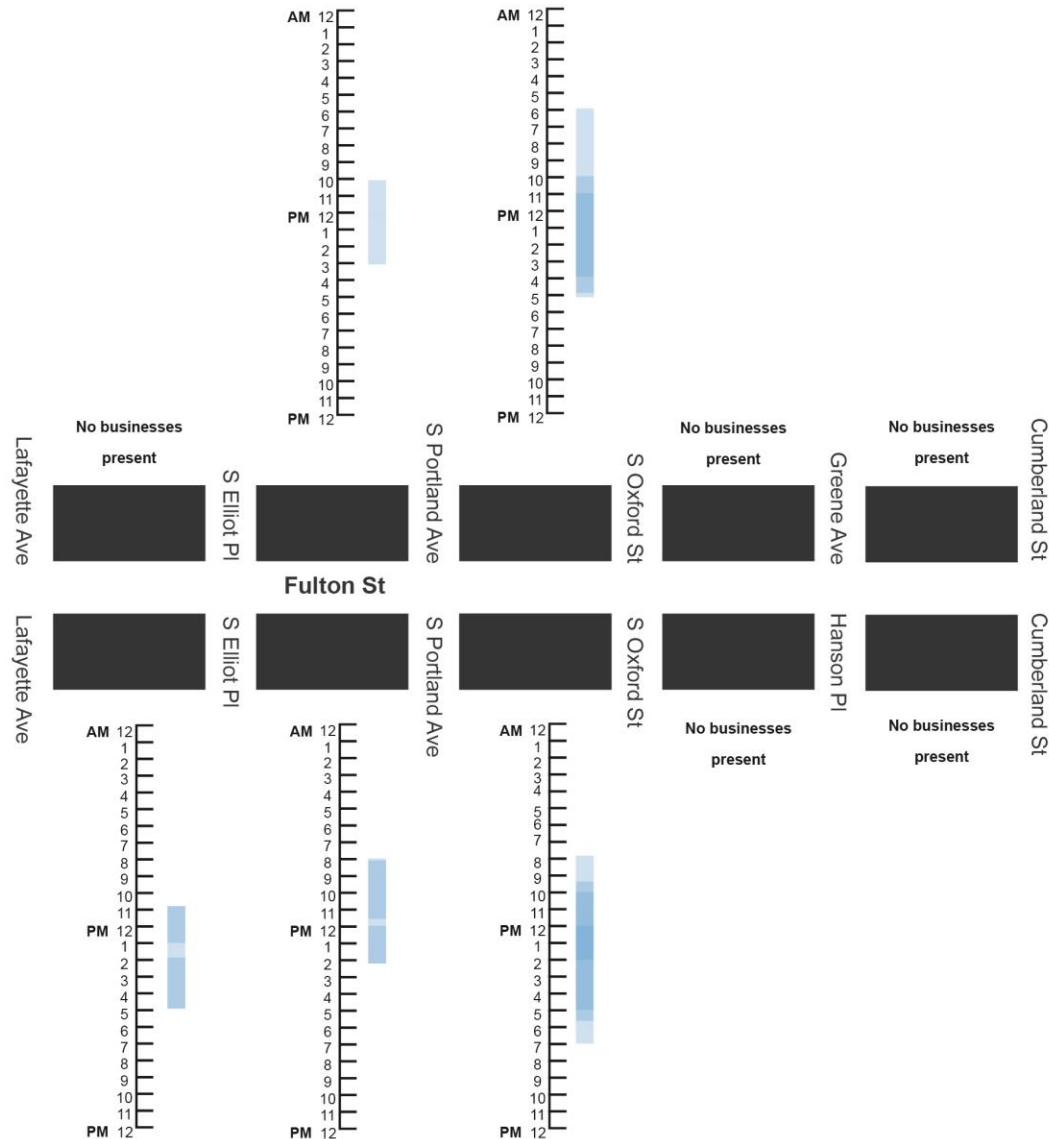 AM 12
1
2
3
4
5
6
7
8
9
10
11
PM 12
1
2
3
4
5
6
7
8
9
10
11
PM 12
AM 12
1
2
3
4
5
6
7
8
9
10
11
PM 12
1
2
3
4
5
6
7
8
9
10
11
PM 12
No businesses
present
No businesses
present
No businesses
present
Lafayette Ave
S Elliot Pl
S Portland Ave
S Oxford St
Greene Ave
Cumberland St
Fulton St
Lafayette Ave
S Elliot Pl
S Portland Ave
S Oxford St
Hanson Pl
Cumberland St
No businesses
present
No businesses
present
AM 12
1
2
3
4
5
6
7
8
9
10
11
PM 12
1
2
3
4
5
6
7
8
9
10
11
PM 12
AM 12
1
2
3
4
5
6
7
8
9
10
11
PM 12
1
2
3
4
5
6
7
8
9
10
11
PM 12
AM 12
1
2
3
4
5
6
7
8
9
10
11
PM 12
1
2
3
4
5
6
7
8
9
10
11
PM 12